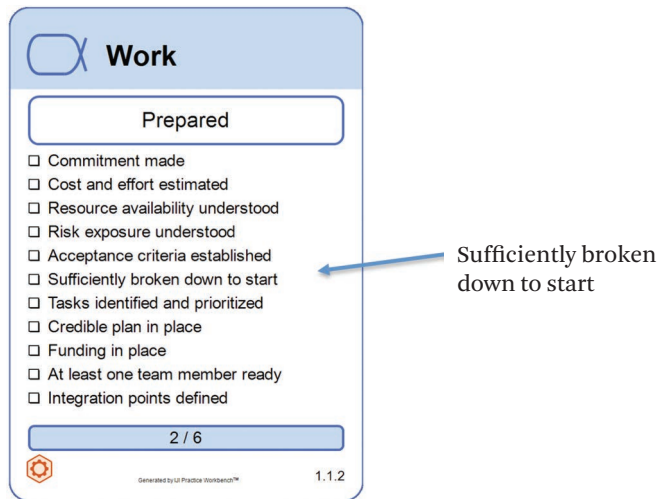 Work
Prepared
❑ Commitment made
❑ Cost and effort estimated
❑ Resource availability understood
❑ Risk exposure understood
❑ Acceptance criteria established
❑ Sufficiently broken down to start
❑ Tasks identified and prioritized
❑ Credible plan in place
❑ Funding in place
❑ At least one team member ready
❑ Integration points defined
2 / 6
Generated by UI Practice Workbench™
1.1.2
Sufficiently broken
down to start